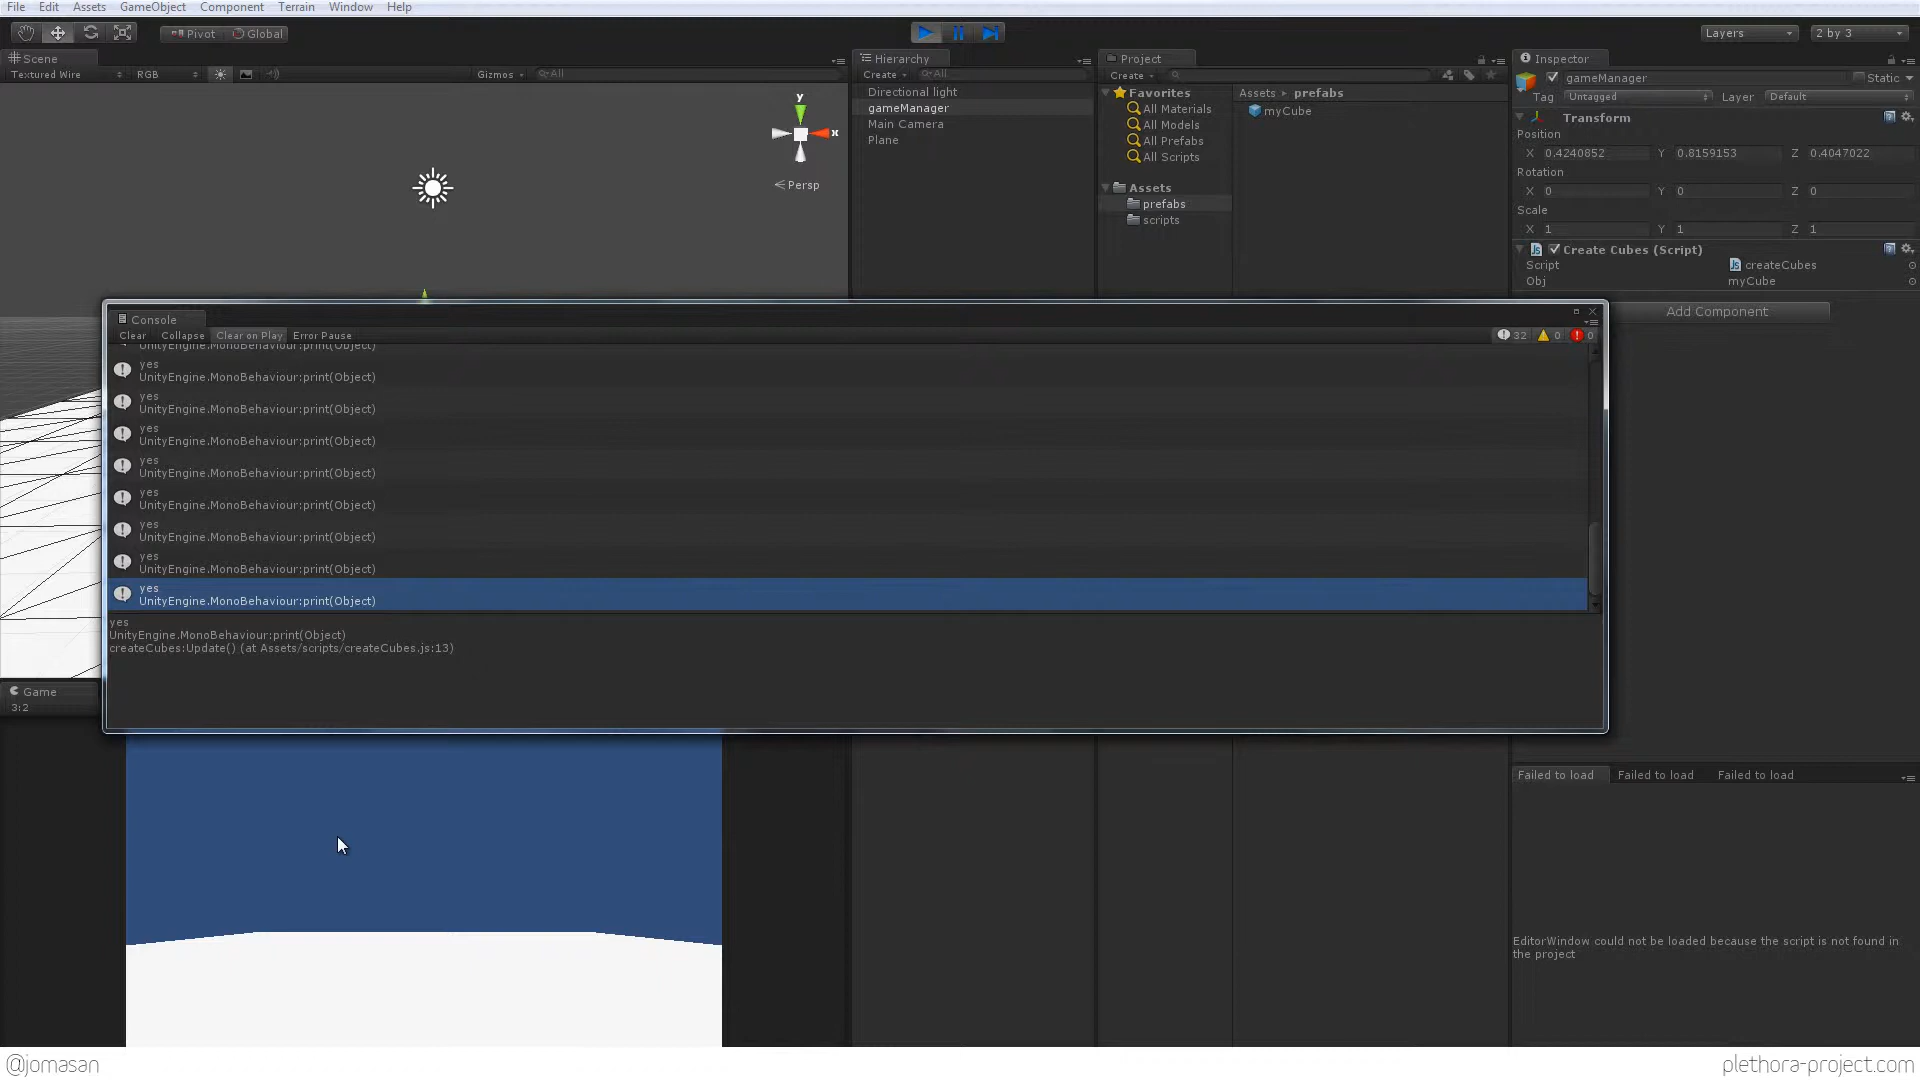 File Edit Assets GameObject Component Terrain Window Help
Pivot Global Layers 2 by 3
Scene
Textured Wire RGB Gizmos All
y
x
Persp
Hierarchy
Create All
Directional light
gameManager
Main Camera
Plane
Project
Create
Favorites
All Materials
All Models
All Prefabs
All Scripts
Assets
prefabs
scripts
Assets prefabs
myCube
Inspector
gameManager Static
Tag Untagged Layer Default
Transform
Position
X 0.4240852 Y 0.8159153 Z 0.4047022
Rotation
X 0 Y 0 Z 0
Scale
X 1 Y 1 Z 1
Create Cubes (Script)
Script createCubes
Obj myCube
Add Component
Console
Clear Collapse Clear on Play Error Pause 32 0 0
UnityEngine.MonoBehaviour:print(Object)
yes
UnityEngine.MonoBehaviour:print(Object)
yes
UnityEngine.MonoBehaviour:print(Object)
yes
UnityEngine.MonoBehaviour:print(Object)
yes
UnityEngine.MonoBehaviour:print(Object)
yes
UnityEngine.MonoBehaviour:print(Object)
yes
UnityEngine.MonoBehaviour:print(Object)
yes
UnityEngine.MonoBehaviour:print(Object)
yes
UnityEngine.MonoBehaviour:print(Object)
yes
UnityEngine.MonoBehaviour:print(Object)
createCubes:Update() (at Assets/scripts/createCubes.js:13)
Game
3:2
Failed to load Failed to load Failed to load
EditorWindow could not be loaded because the script is not found in
the project
@jomasan
plethora-project.com